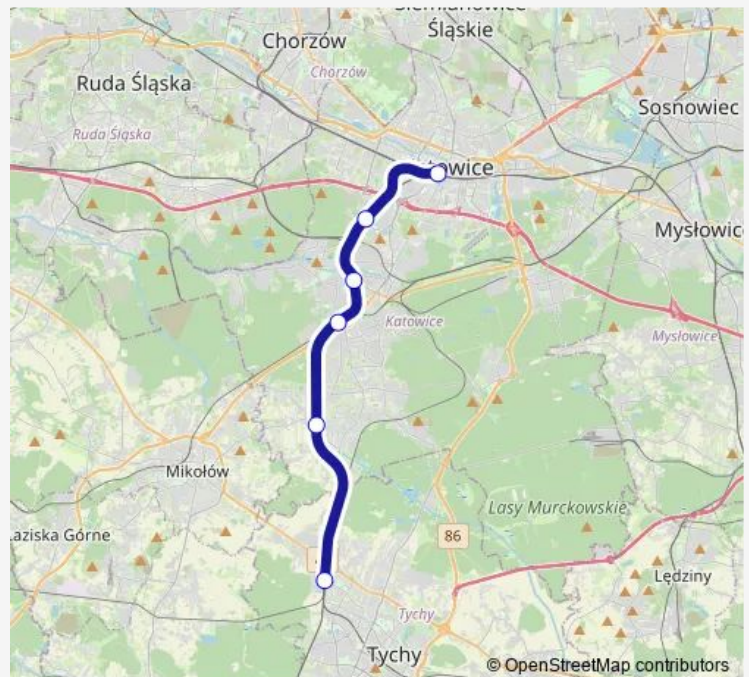 Śląskie
Chorzów
Chorzów
Ruda Śląska
Sosnowiec
Ruda Śląska
Mysłowic
Katowice
Mysłowice
Mikołów
Lasy Murckowskie
86
Łaziska Górne
Lędziny
Tychy
Tychy
© OpenStreetMap contributors